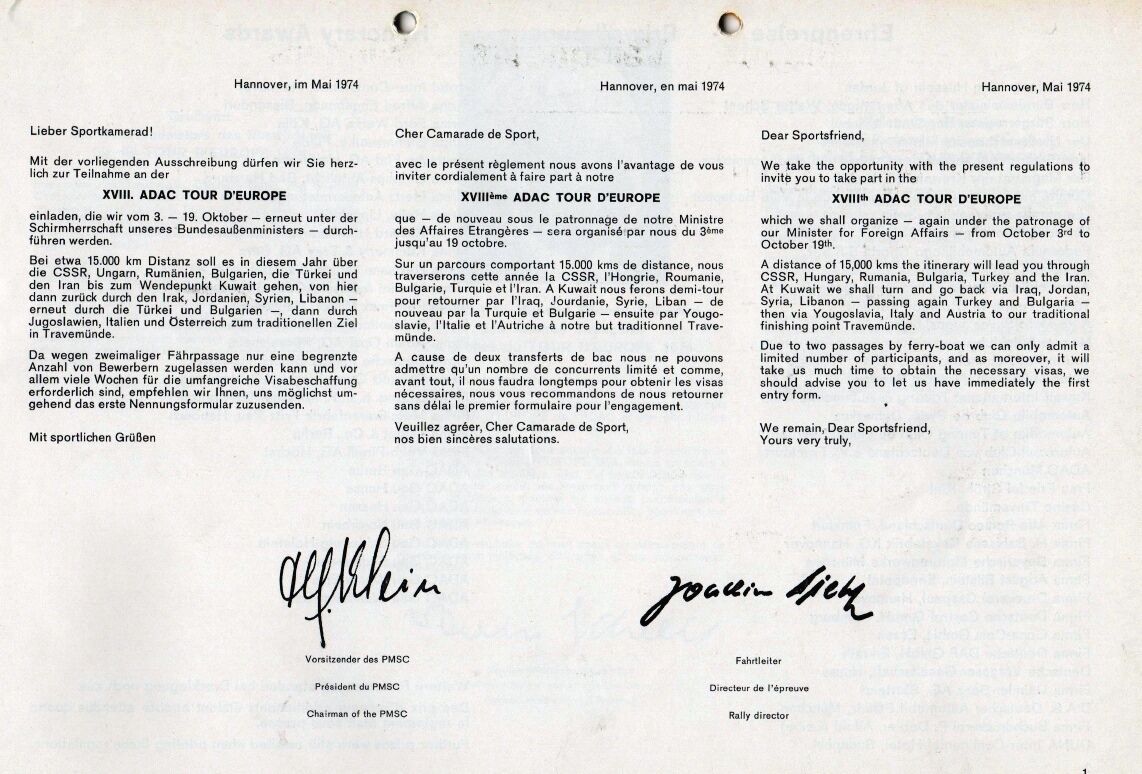 Hannover, im Mai 1974
Lieber Sportkamerad!
Mit der vorliegenden Ausschreibung dürfen wir Sie herz-
lich zur Teilnahme an der
XVIII. ADAC TOUR D'EUROPE
einladen, die wir vom 3. — 19. Oktober — erneut unter der
Schirmherrschaft unseres Bundesaußenministers — durch-
führen werden.
Bei etwa 15.000 km Distanz soll es in diesem Jahr über
die CSSR, Ungarn, Rumänien, Bulgarien, die Türkei und
den Iran bis zum Wendepunkt Kuwait gehen, von hier
dann zurück durch den Irak, Jordanien, Syrien, Libanon —
erneut durch die Türkei und Bulgarien —, dann durch
Jugoslawien, Italien und Österreich zum traditionellen Ziel
in Travemünde.
Da wegen zweimaliger Fährpassage nur eine begrenzte
Anzahl von Bewerbern zugelassen werden kann und vor
allem viele Wochen für die umfangreiche Visabeschaffung
erforderlich sind, empfehlen wir Ihnen, uns möglichst um-
gehend das erste Nennungsformular zuzusenden.
Mit sportlichen Grüßen
Hannover, en mai 1974
Cher Camarade de Sport,
avec le présent règlement nous avons l'avantage de vous
inviter cordialement à faire part à notre
XVIIIème ADAC TOUR D'EUROPE
que — de nouveau sous le patronnage de notre Ministre
des Affaires Etrangères — sera organisé par nous du 3ème
jusqu'au 19 octobre.
Sur un parcours comportant 15.000 kms de distance, nous
traverserons cette année la CSSR, l'Hongrie, Roumanie,
Bulgarie, Turquie et l'Iran. A Kuwait nous ferons demi-tour
pour retourner par l'Iraq, Jourdanie, Syrie, Liban — de
nouveau par la Turquie et Bulgarie — ensuite par Yougo-
slavie, l'Italie et l'Autriche à notre but traditionnel Trave-
münde.
A cause de deux transferts de bac nous ne pouvons
admettre qu'un nombre de concurrents limité et comme,
avant tout, il nous faudra longtemps pour obtenir les visas
nécessaires, nous vous recommandons de nous retourner
sans délai le premier formulaire pour l'engagement.
Veuillez agréer, Cher Camarade de Sport,
nos bien sincères salutations.
Hannover, Mai 1974
Dear Sportsfriend,
We take the opportunity with the present regulations to
invite you to take part in the
XVIIIth ADAC TOUR D'EUROPE
which we shall organize — again under the patronage of
our Minister for Foreign Affairs — from October 3rd to
October 19th.
A distance of 15,000 kms the itinerary will lead you through
CSSR, Hungary, Rumania, Bulgaria, Turkey and the Iran.
At Kuwait we shall turn and go back via Iraq, Jordan,
Syria, Libanon — passing again Turkey and Bulgaria —
then via Yougoslavia, Italy and Austria to our traditional
finishing point Travemünde.
Due to two passages by ferry-boat we can only admit a
limited number of participants, and as moreover, it will
take us much time to obtain the necessary visas, we
should advise you to let us have immediately the first
entry form.
We remain, Dear Sportsfriend,
Yours very truly,
Klein
Vorsitzender des PMSC
Président du PMSC
Chairman of the PMSC
Joachim
Fahrtleiter
Directeur de l'épreuve
Rally director
1